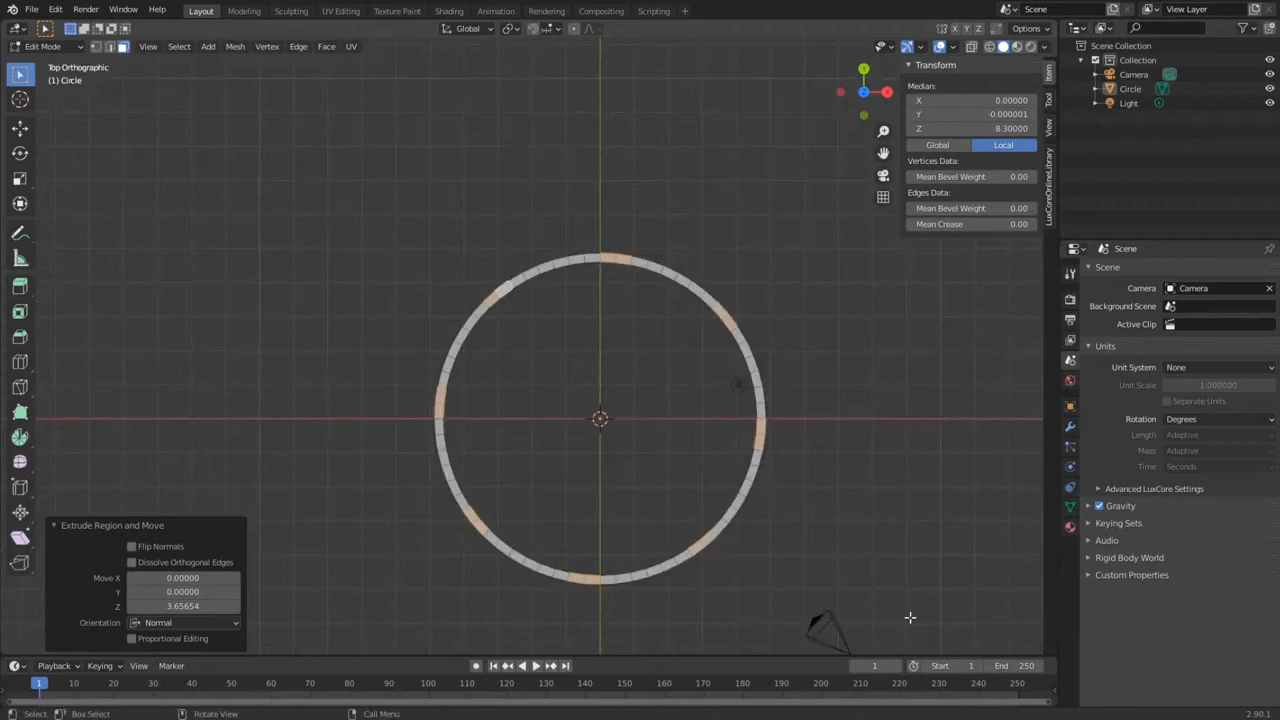 File Edit Render Window Help Layout Modeling Sculpting UV Editing Texture Paint Shading Animation Rendering Compositing Scripting + Scene View Layer
Global Options
Edit Mode View Select Add Mesh Vertex Edge Face UV X Y Z
Top Orthographic
(1) Circle
Transform
Median:
X 0.00000
Y -0.000001
Z 8.30000
Global Local
Vertices Data:
Mean Bevel Weight 0.00
Edges Data:
Mean Bevel Weight 0.00
Mean Crease 0.00
Item
Tool
View
LuxCoreOnlineLibrary
Y
Z
X
Scene Collection
Collection
Camera
Circle
Light
Scene
Scene
Camera Camera
Background Scene
Active Clip
Units
Unit System None
Unit Scale 1.000000
Separate Units
Rotation Degrees
Length Adaptive
Mass Adaptive
Time Seconds
Advanced LuxCore Settings
Gravity
Keying Sets
Audio
Rigid Body World
Custom Properties
Extrude Region and Move
Flip Normals
Dissolve Orthogonal Edges
Move X 0.00000
Y 0.00000
Z 3.65654
Orientation Normal
Proportional Editing
Playback Keying View Marker 1 Start 1 End 250
1 10 20 30 40 50 60 70 80 90 100 110 120 130 140 150 160 170 180 190 200 210 220 230 240 250
Select Box Select Rotate View Call Menu 2.90.1